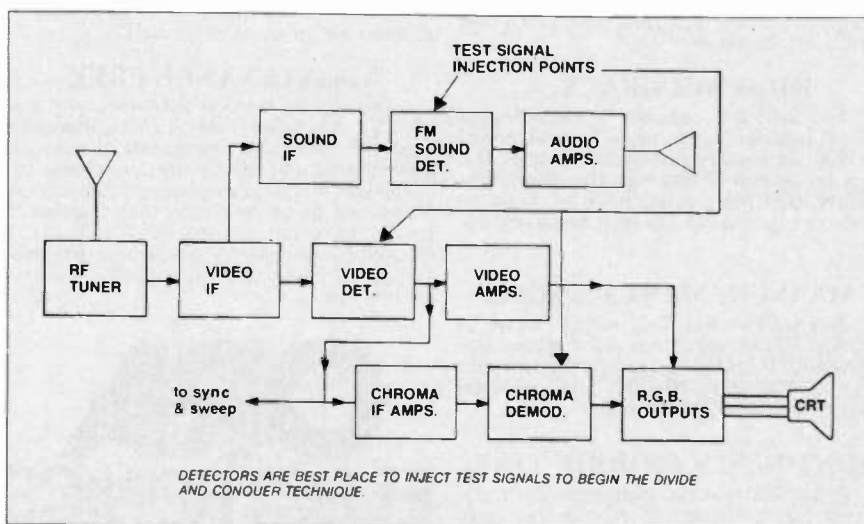 TEST SIGNAL
INJECTION POINTS
SOUND
IF
FM
SOUND
DET.
AUDIO
AMPS.
RF
TUNER
VIDEO
IF
VIDEO
DET.
VIDEO
AMPS.
to sync
& sweep
CHROMA
IF AMPS.
CHROMA
DEMOD.
R.G.B.
OUTPUTS
CRT
DETECTORS ARE BEST PLACE TO INJECT TEST SIGNALS TO BEGIN THE DIVIDE
AND CONQUER TECHNIQUE.